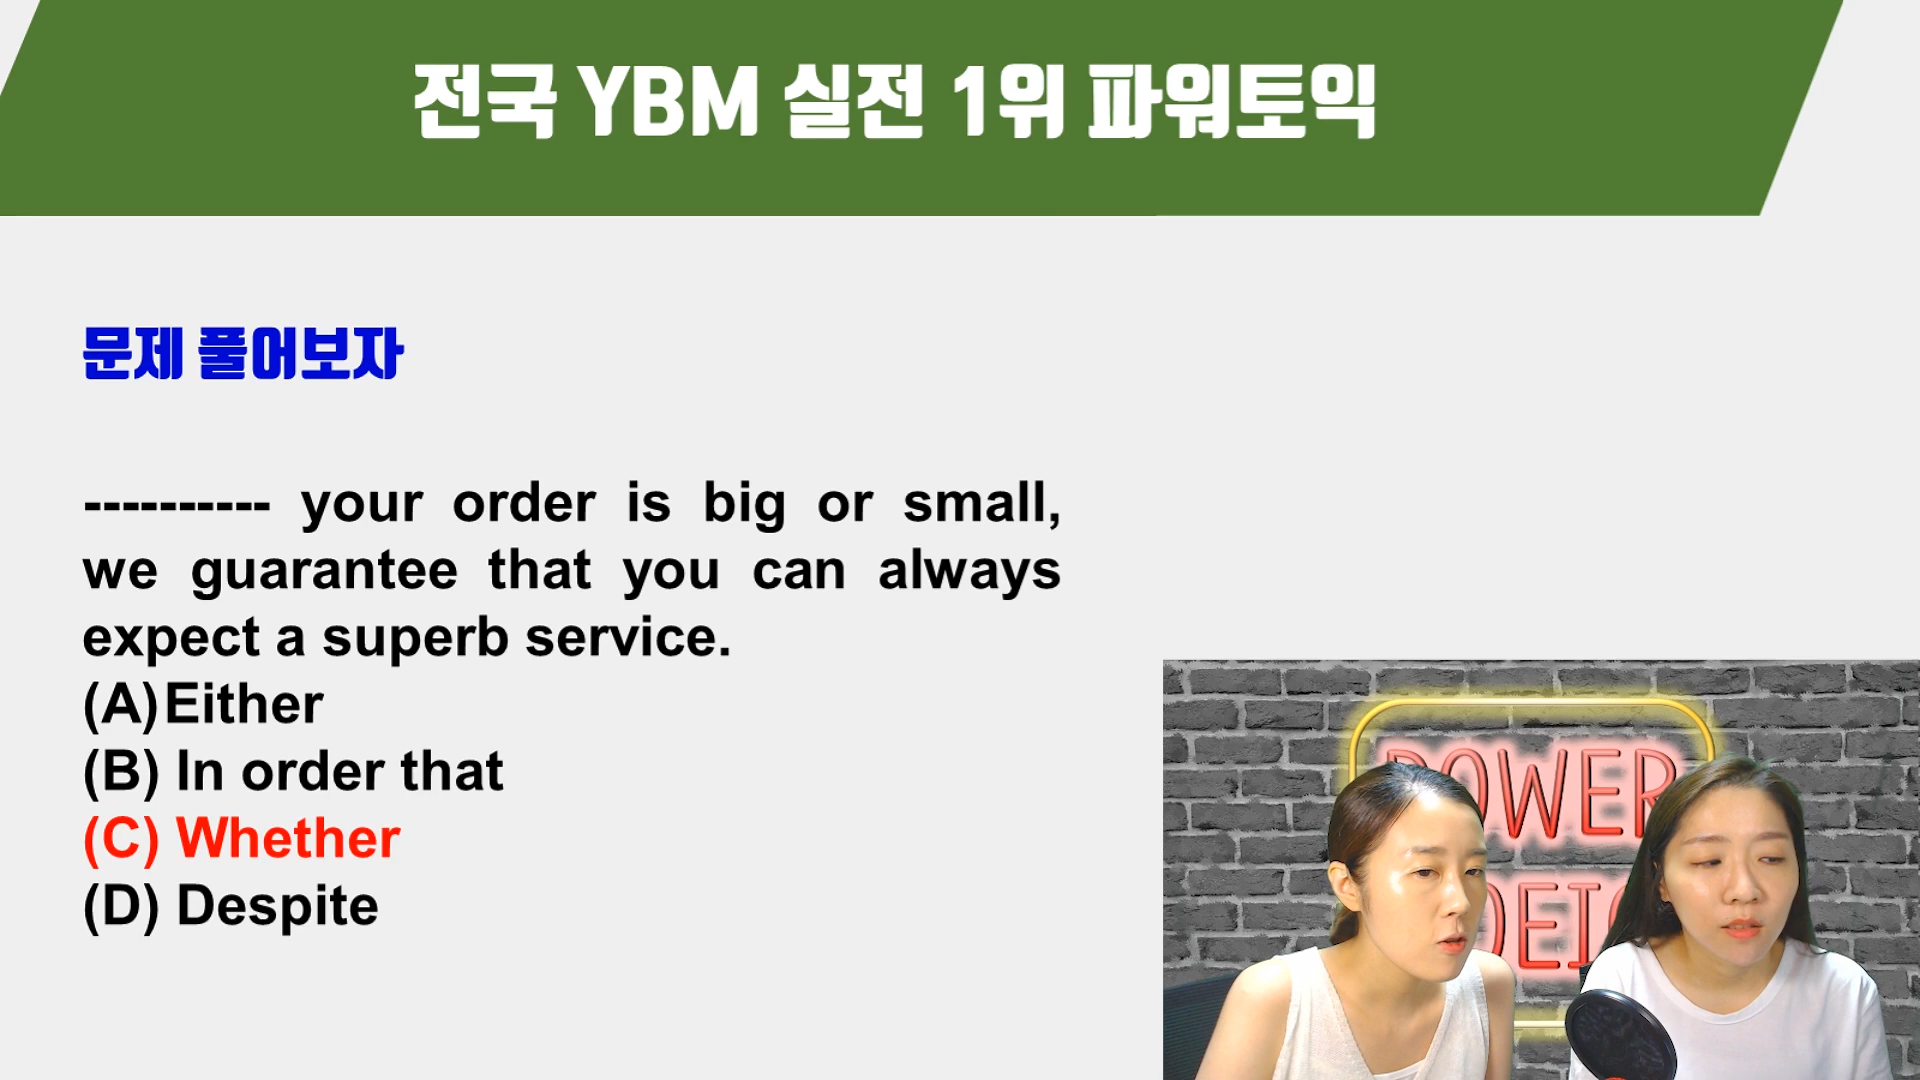 전국 YBM 실전 1위 파워토익
문제 풀어보자
---------- your order is big or small,
we guarantee that you can always
expect a superb service.
(A) Either
(B) In order that
(C) Whether
(D) Despite
POWER